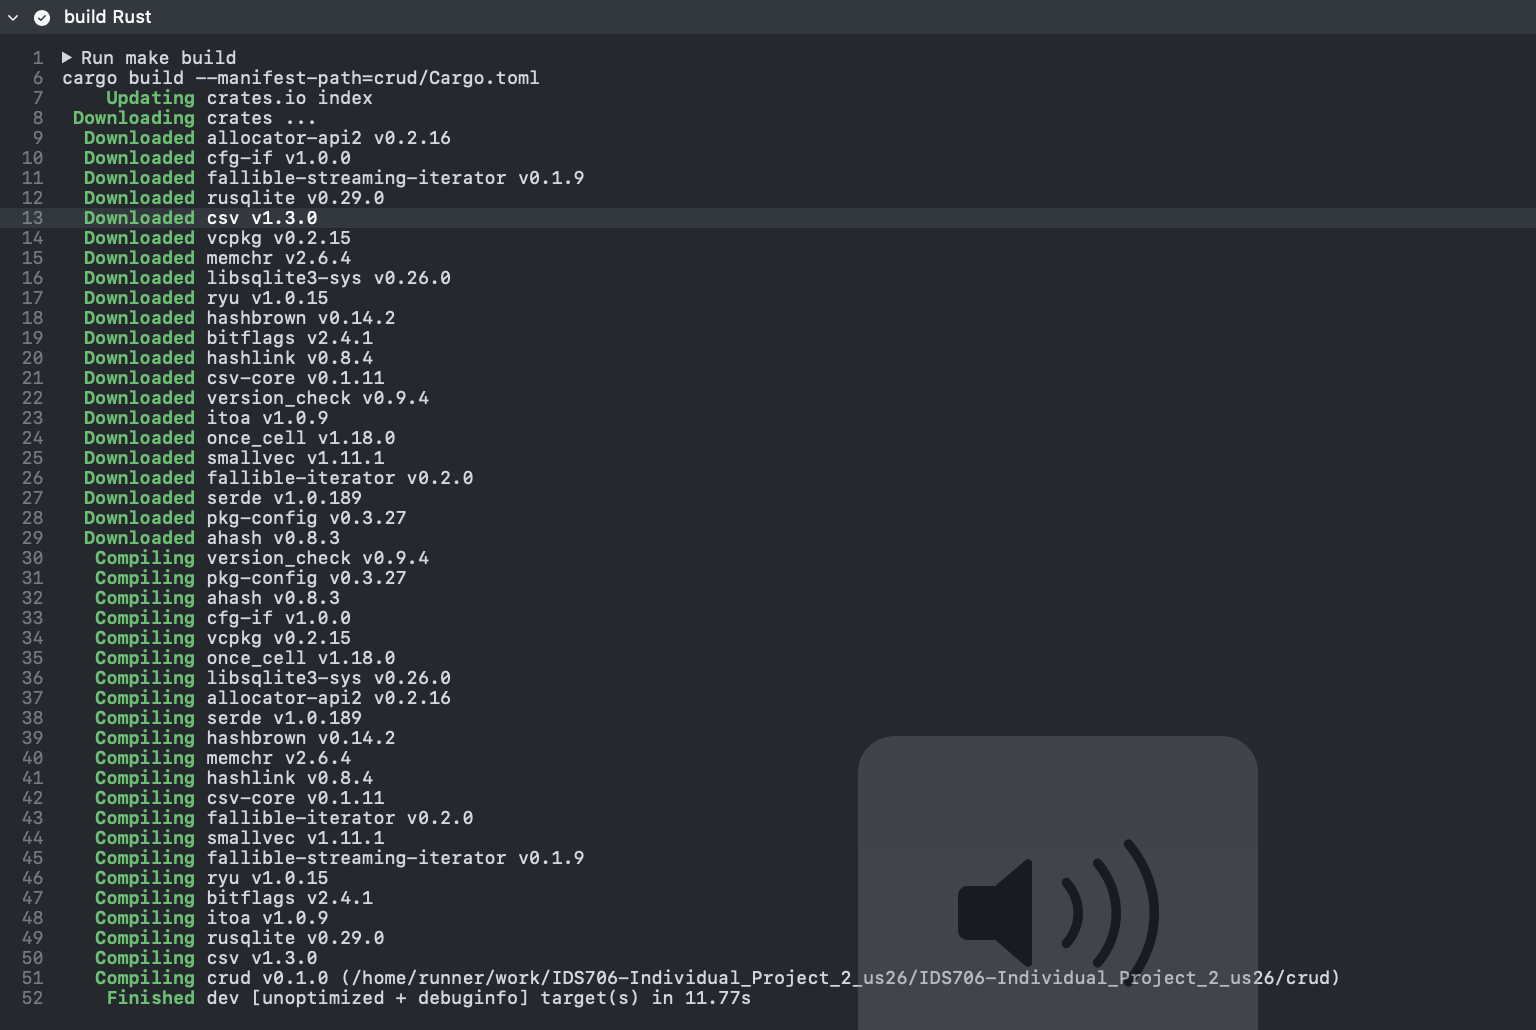 build Rust
1 Run make build
6 cargo build --manifest-path=crud/Cargo.toml
7 Updating crates.io index
8 Downloading crates ...
9 Downloaded allocator-api2 v0.2.16
10 Downloaded cfg-if v1.0.0
11 Downloaded fallible-streaming-iterator v0.1.9
12 Downloaded rusqlite v0.29.0
13 Downloaded csv v1.3.0
14 Downloaded vcpkg v0.2.15
15 Downloaded memchr v2.6.4
16 Downloaded libsqlite3-sys v0.26.0
17 Downloaded ryu v1.0.15
18 Downloaded hashbrown v0.14.2
19 Downloaded bitflags v2.4.1
20 Downloaded hashlink v0.8.4
21 Downloaded csv-core v0.1.11
22 Downloaded version_check v0.9.4
23 Downloaded itoa v1.0.9
24 Downloaded once_cell v1.18.0
25 Downloaded smallvec v1.11.1
26 Downloaded fallible-iterator v0.2.0
27 Downloaded serde v1.0.189
28 Downloaded pkg-config v0.3.27
29 Downloaded ahash v0.8.3
30 Compiling version_check v0.9.4
31 Compiling pkg-config v0.3.27
32 Compiling ahash v0.8.3
33 Compiling cfg-if v1.0.0
34 Compiling vcpkg v0.2.15
35 Compiling once_cell v1.18.0
36 Compiling libsqlite3-sys v0.26.0
37 Compiling allocator-api2 v0.2.16
38 Compiling serde v1.0.189
39 Compiling hashbrown v0.14.2
40 Compiling memchr v2.6.4
41 Compiling hashlink v0.8.4
42 Compiling csv-core v0.1.11
43 Compiling fallible-iterator v0.2.0
44 Compiling smallvec v1.11.1
45 Compiling fallible-streaming-iterator v0.1.9
46 Compiling ryu v1.0.15
47 Compiling bitflags v2.4.1
48 Compiling itoa v1.0.9
49 Compiling rusqlite v0.29.0
50 Compiling csv v1.3.0
51 Compiling crud v0.1.0 (/home/runner/work/IDS706-Individual_Project_2_us26/IDS706-Individual_Project_2_us26/crud)
52 Finished dev [unoptimized + debuginfo] target(s) in 11.77s